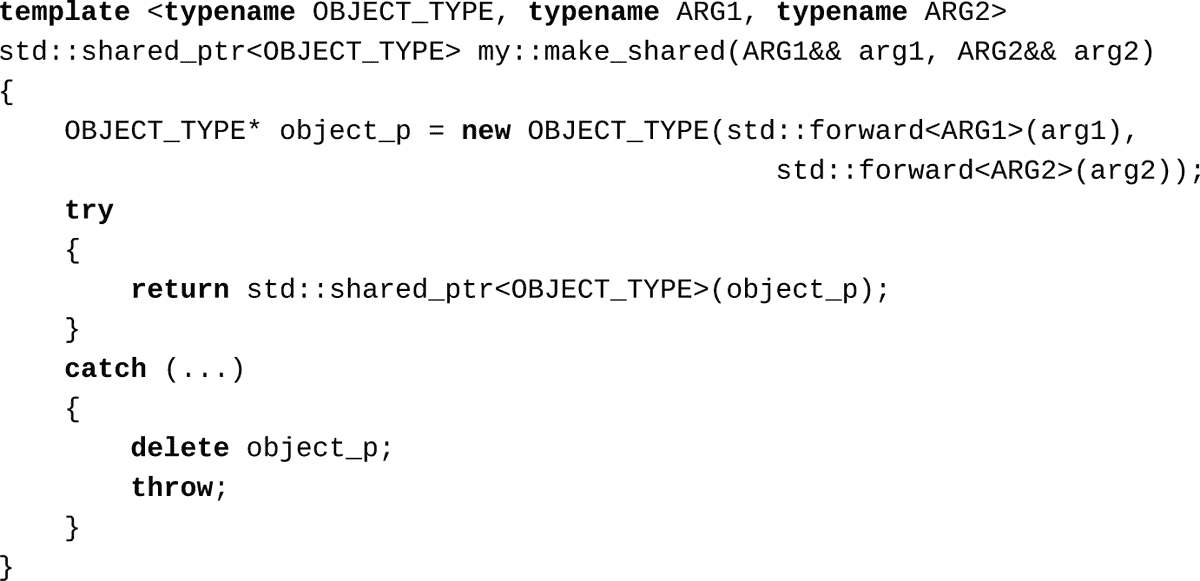 template <typename OBJECT_TYPE, typename ARG1, typename ARG2>
std::shared_ptr<OBJECT_TYPE> my::make_shared(ARG1&& arg1, ARG2&& arg2)
{
    OBJECT_TYPE* object_p = new OBJECT_TYPE(std::forward<ARG1>(arg1),
                                            std::forward<ARG2>(arg2));
    try
    {
        return std::shared_ptr<OBJECT_TYPE>(object_p);
    }
    catch (...)
    {
        delete object_p;
        throw;
    }
}